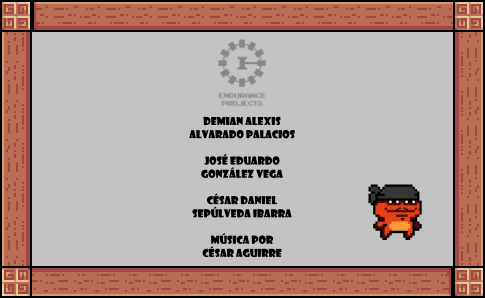 ENDURANCE
PROJECTS
DEMIAN ALEXIS
ALVARADO PALACIOS
JOSÉ EDUARDO
GONZÁLEZ VEGA
CÉSAR DANIEL
SEPÚLVEDA IBARRA
MÚSICA POR
CÉSAR AGUIRRE